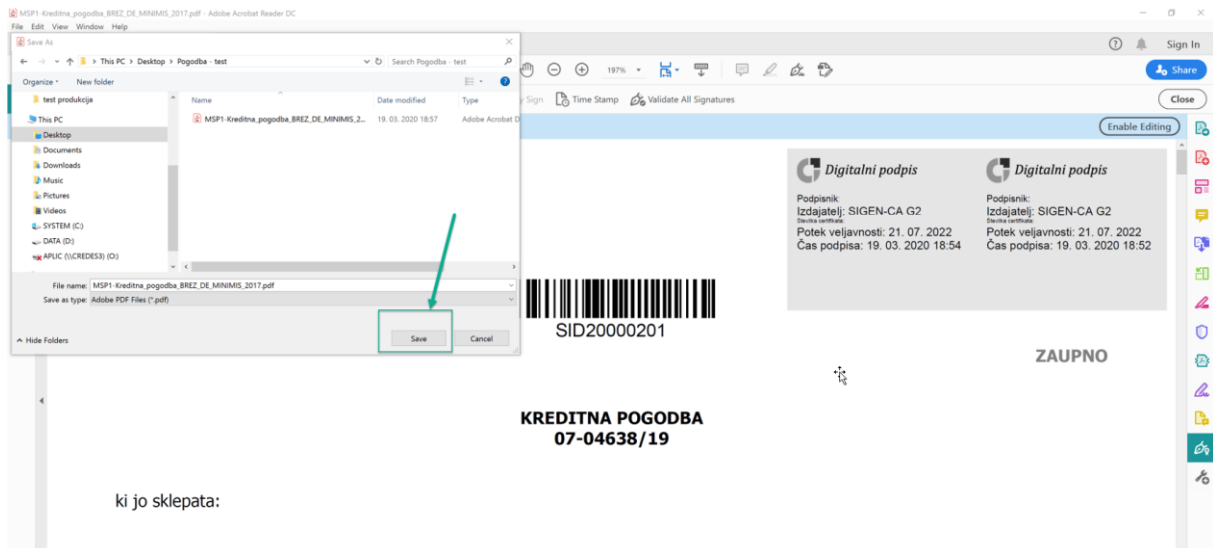 MSP1-Kreditna_pogodba_BREZ_DE_MINIMIS_2017.pdf - Adobe Acrobat Reader DC
File Edit View Window Help
Save As
This PC > Desktop > Pogodba - test
Search Pogodba - test
Organize
New folder
Name
Date modified
Type
test produkcija
This PC
Desktop
Documents
Downloads
Music
Pictures
Videos
SYSTEM (C:)
DATA (D:)
APLIC (\\CREDES3) (O:)
MSP1-Kreditna_pogodba_BREZ_DE_MINIMIS_2...
19. 03. 2020 18:57
Adobe Acrobat D
File name: MSP1-Kreditna_pogodba_BREZ_DE_MINIMIS_2017.pdf
Save as type: Adobe PDF Files (*.pdf)
Hide Folders
Save
Cancel
Sign In
197%
Share
Sign
Time Stamp
Validate All Signatures
Close
Enable Editing
Digitalni podpis
Podpisnik:
Izdajatelj: SIGEN-CA G2
Številka certifikata:
Potek veljavnosti: 21. 07. 2022
Čas podpisa: 19. 03. 2020 18:54
Digitalni podpis
Podpisnik:
Izdajatelj: SIGEN-CA G2
Številka certifikata:
Potek veljavnosti: 21. 07. 2022
Čas podpisa: 19. 03. 2020 18:52
SID20000201
ZAUPNO
KREDITNA POGODBA
07-04638/19
ki jo sklepata: